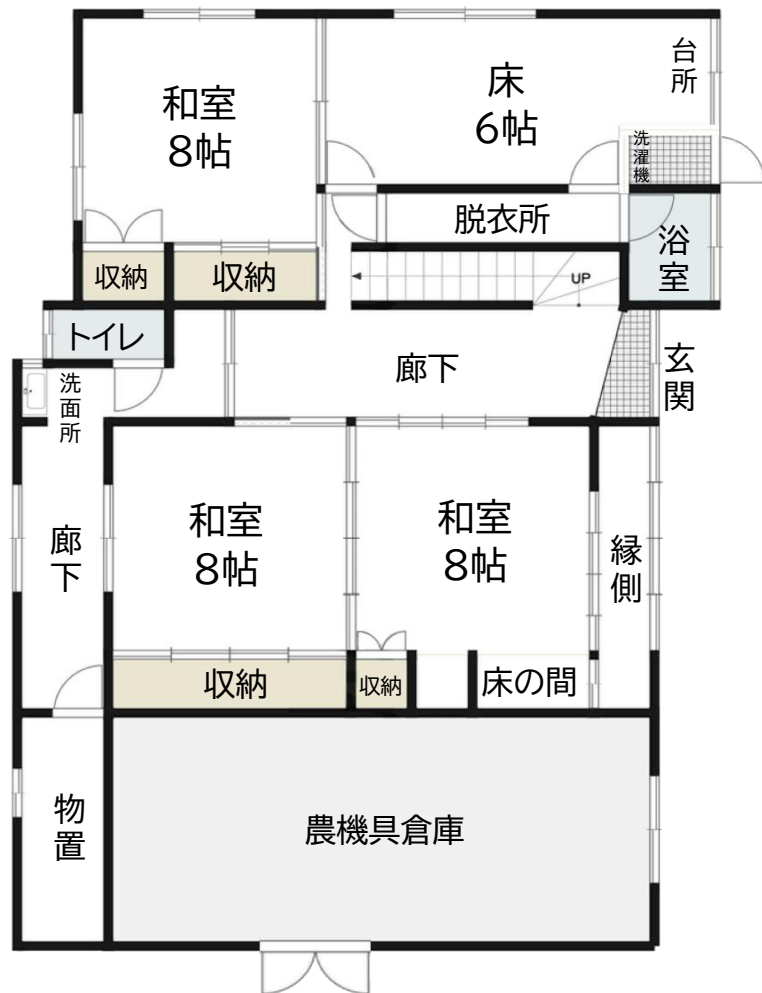 和室
8帖
床
6帖
台所
洗濯機
脱衣所
浴室
収納
収納
UP
トイレ
廊下
玄関
洗面所
廊下
和室
8帖
和室
8帖
縁側
収納
収納
床の間
物置
農機具倉庫